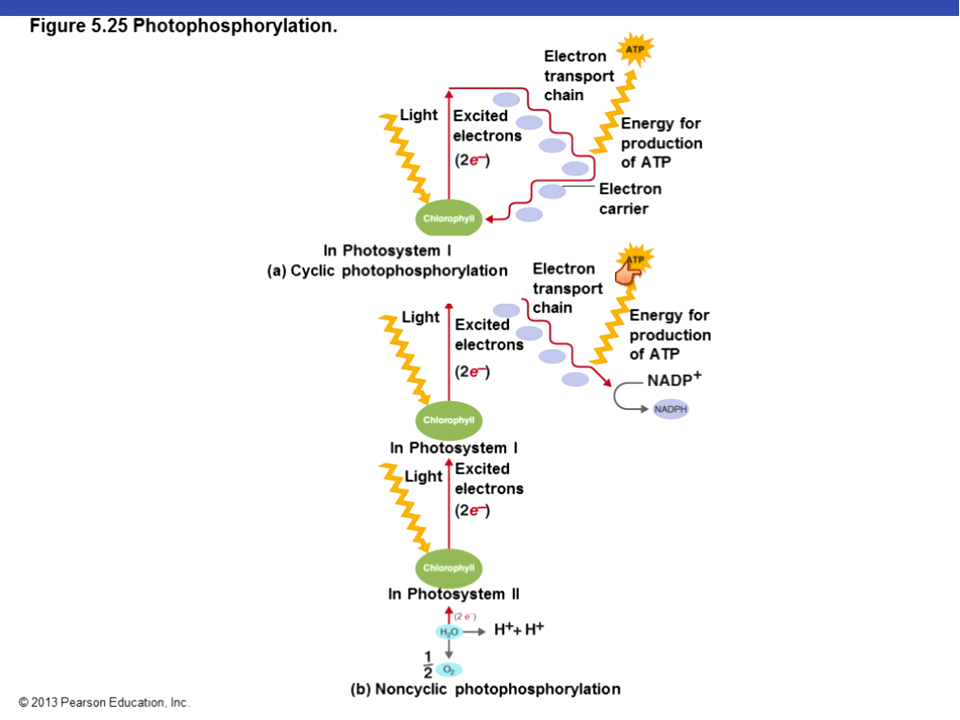 Figure 5.25 Photophosphorylation.
Electron
transport
chain
ATP
Light
Excited
electrons
(2e⁻)
Energy for
production
of ATP
Electron
carrier
Chlorophyll
In Photosystem I
(a) Cyclic photophosphorylation
Electron
transport
chain
ATP
Light
Excited
electrons
(2e⁻)
Energy for
production
of ATP
NADP⁺
NADPH
Chlorophyll
In Photosystem I
Light
Excited
electrons
(2e⁻)
Chlorophyll
In Photosystem II
(2 e⁻)
H₂O
H⁺+ H⁺
1/2 O₂
(b) Noncyclic photophosphorylation
© 2013 Pearson Education, Inc.